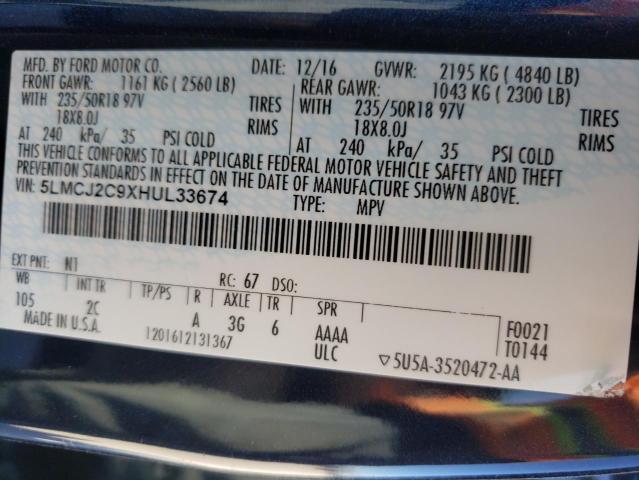 MFD. BY FORD MOTOR CO. DATE: 12/16 GVWR: 2195 KG ( 4840 LB)
FRONT GAWR: 1161 KG ( 2560 LB) REAR GAWR: 1043 KG ( 2300 LB)
WITH 235/50R18 97V TIRES WITH 235/50R18 97V TIRES
18X8.0J RIMS 18X8.0J RIMS
AT 240 kPa/ 35 PSI COLD AT 240 kPa/ 35 PSI COLD
THIS VEHICLE CONFORMS TO ALL APPLICABLE FEDERAL MOTOR VEHICLE SAFETY AND THEFT
PREVENTION STANDARDS IN EFFECT ON THE DATE OF MANUFACTURE SHOWN ABOVE.
VIN: 5LMCJ2C9XHUL33674 TYPE: MPV
EXT PNT: N1 RC: 67 DSO:
WB INT TR TP/PS R AXLE TR SPR
105 2C A 3G 6 AAAA F0021
MADE IN U.S.A. 1201612131367 ULC T0144
▽5U5A-3520472-AA